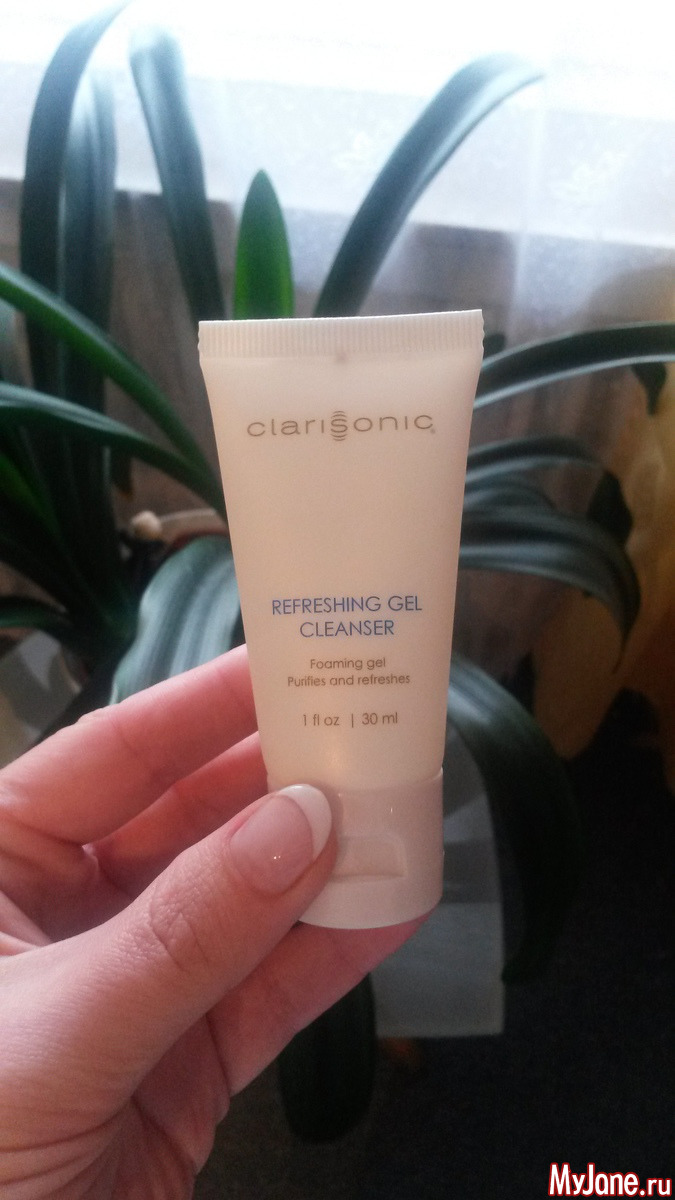 clarisonic®
REFRESHING GEL
CLEANSER
Foaming gel
Purifies and refreshes
1 fl oz | 30 ml
MyJane.ru